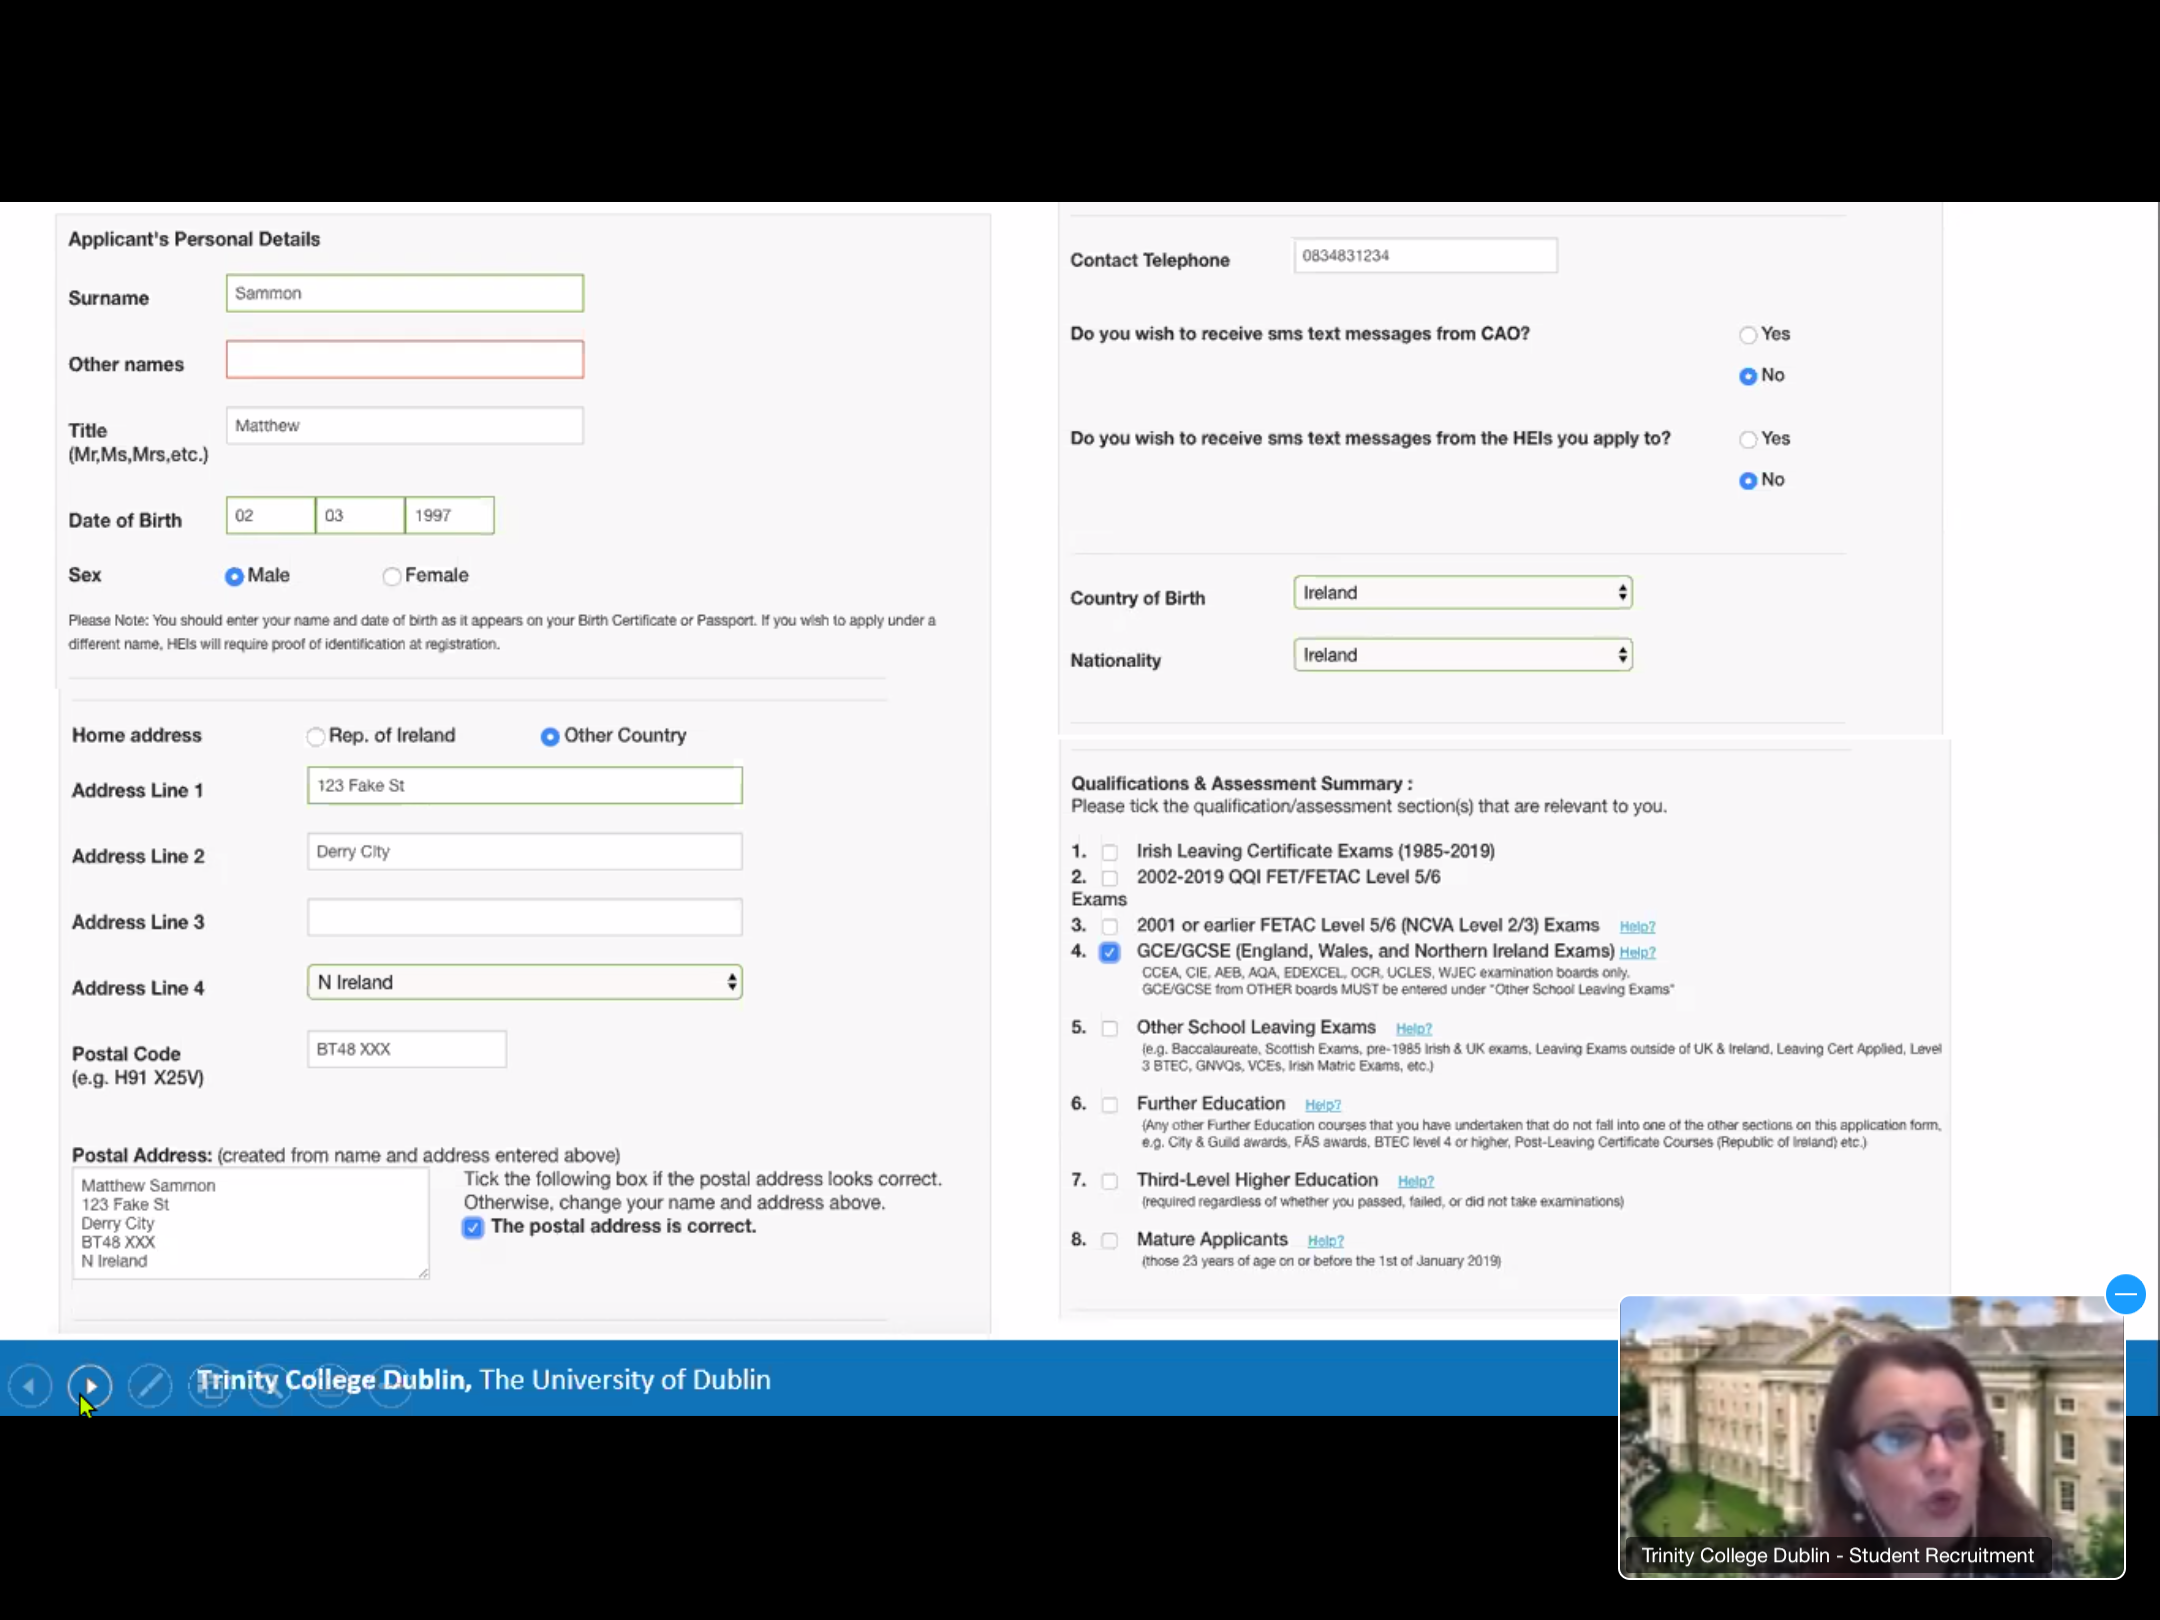 Applicant's Personal Details
Surname
Sammon
Other names
Title
(Mr,Ms,Mrs,etc.)
Matthew
Date of Birth
02 03 1997
Sex
Male Female
Please Note: You should enter your name and date of birth as it appears on your Birth Certificate or Passport. If you wish to apply under a
different name, HEIs will require proof of identification at registration.
Home address
Rep. of Ireland Other Country
Address Line 1
123 Fake St
Address Line 2
Derry City
Address Line 3
Address Line 4
N Ireland
Postal Code
(e.g. H91 X25V)
BT48 XXX
Postal Address: (created from name and address entered above)
Matthew Sammon
123 Fake St
Derry City
BT48 XXX
N Ireland
Tick the following box if the postal address looks correct.
Otherwise, change your name and address above.
The postal address is correct.
Contact Telephone
0834831234
Do you wish to receive sms text messages from CAO?
Yes
No
Do you wish to receive sms text messages from the HEIs you apply to?
Yes
No
Country of Birth
Ireland
Nationality
Ireland
Qualifications & Assessment Summary :
Please tick the qualification/assessment section(s) that are relevant to you.
1. Irish Leaving Certificate Exams (1985-2019)
2. 2002-2019 QQI FET/FETAC Level 5/6
Exams
3. 2001 or earlier FETAC Level 5/6 (NCVA Level 2/3) Exams Help?
4. GCE/GCSE (England, Wales, and Northern Ireland Exams) Help?
CCEA, CIE, AEB, AQA, EDEXCEL, OCR, UCLES, WJEC examination boards only.
GCE/GCSE from OTHER boards MUST be entered under "Other School Leaving Exams"
5. Other School Leaving Exams Help?
(e.g. Baccalaureate, Scottish Exams, pre-1985 Irish & UK exams, Leaving Exams outside of UK & Ireland, Leaving Cert Applied, Level
3 BTEC, GNVQs, VCEs, Irish Matric Exams, etc.)
6. Further Education Help?
(Any other Further Education courses that you have undertaken that do not fall into one of the other sections on this application form,
e.g. City & Guild awards, FÁS awards, BTEC level 4 or higher, Post-Leaving Certificate Courses (Republic of Ireland) etc.)
7. Third-Level Higher Education Help?
(required regardless of whether you passed, failed, or did not take examinations)
8. Mature Applicants Help?
(those 23 years of age on or before the 1st of January 2019)
Trinity College Dublin, The University of Dublin
Trinity College Dublin - Student Recruitment